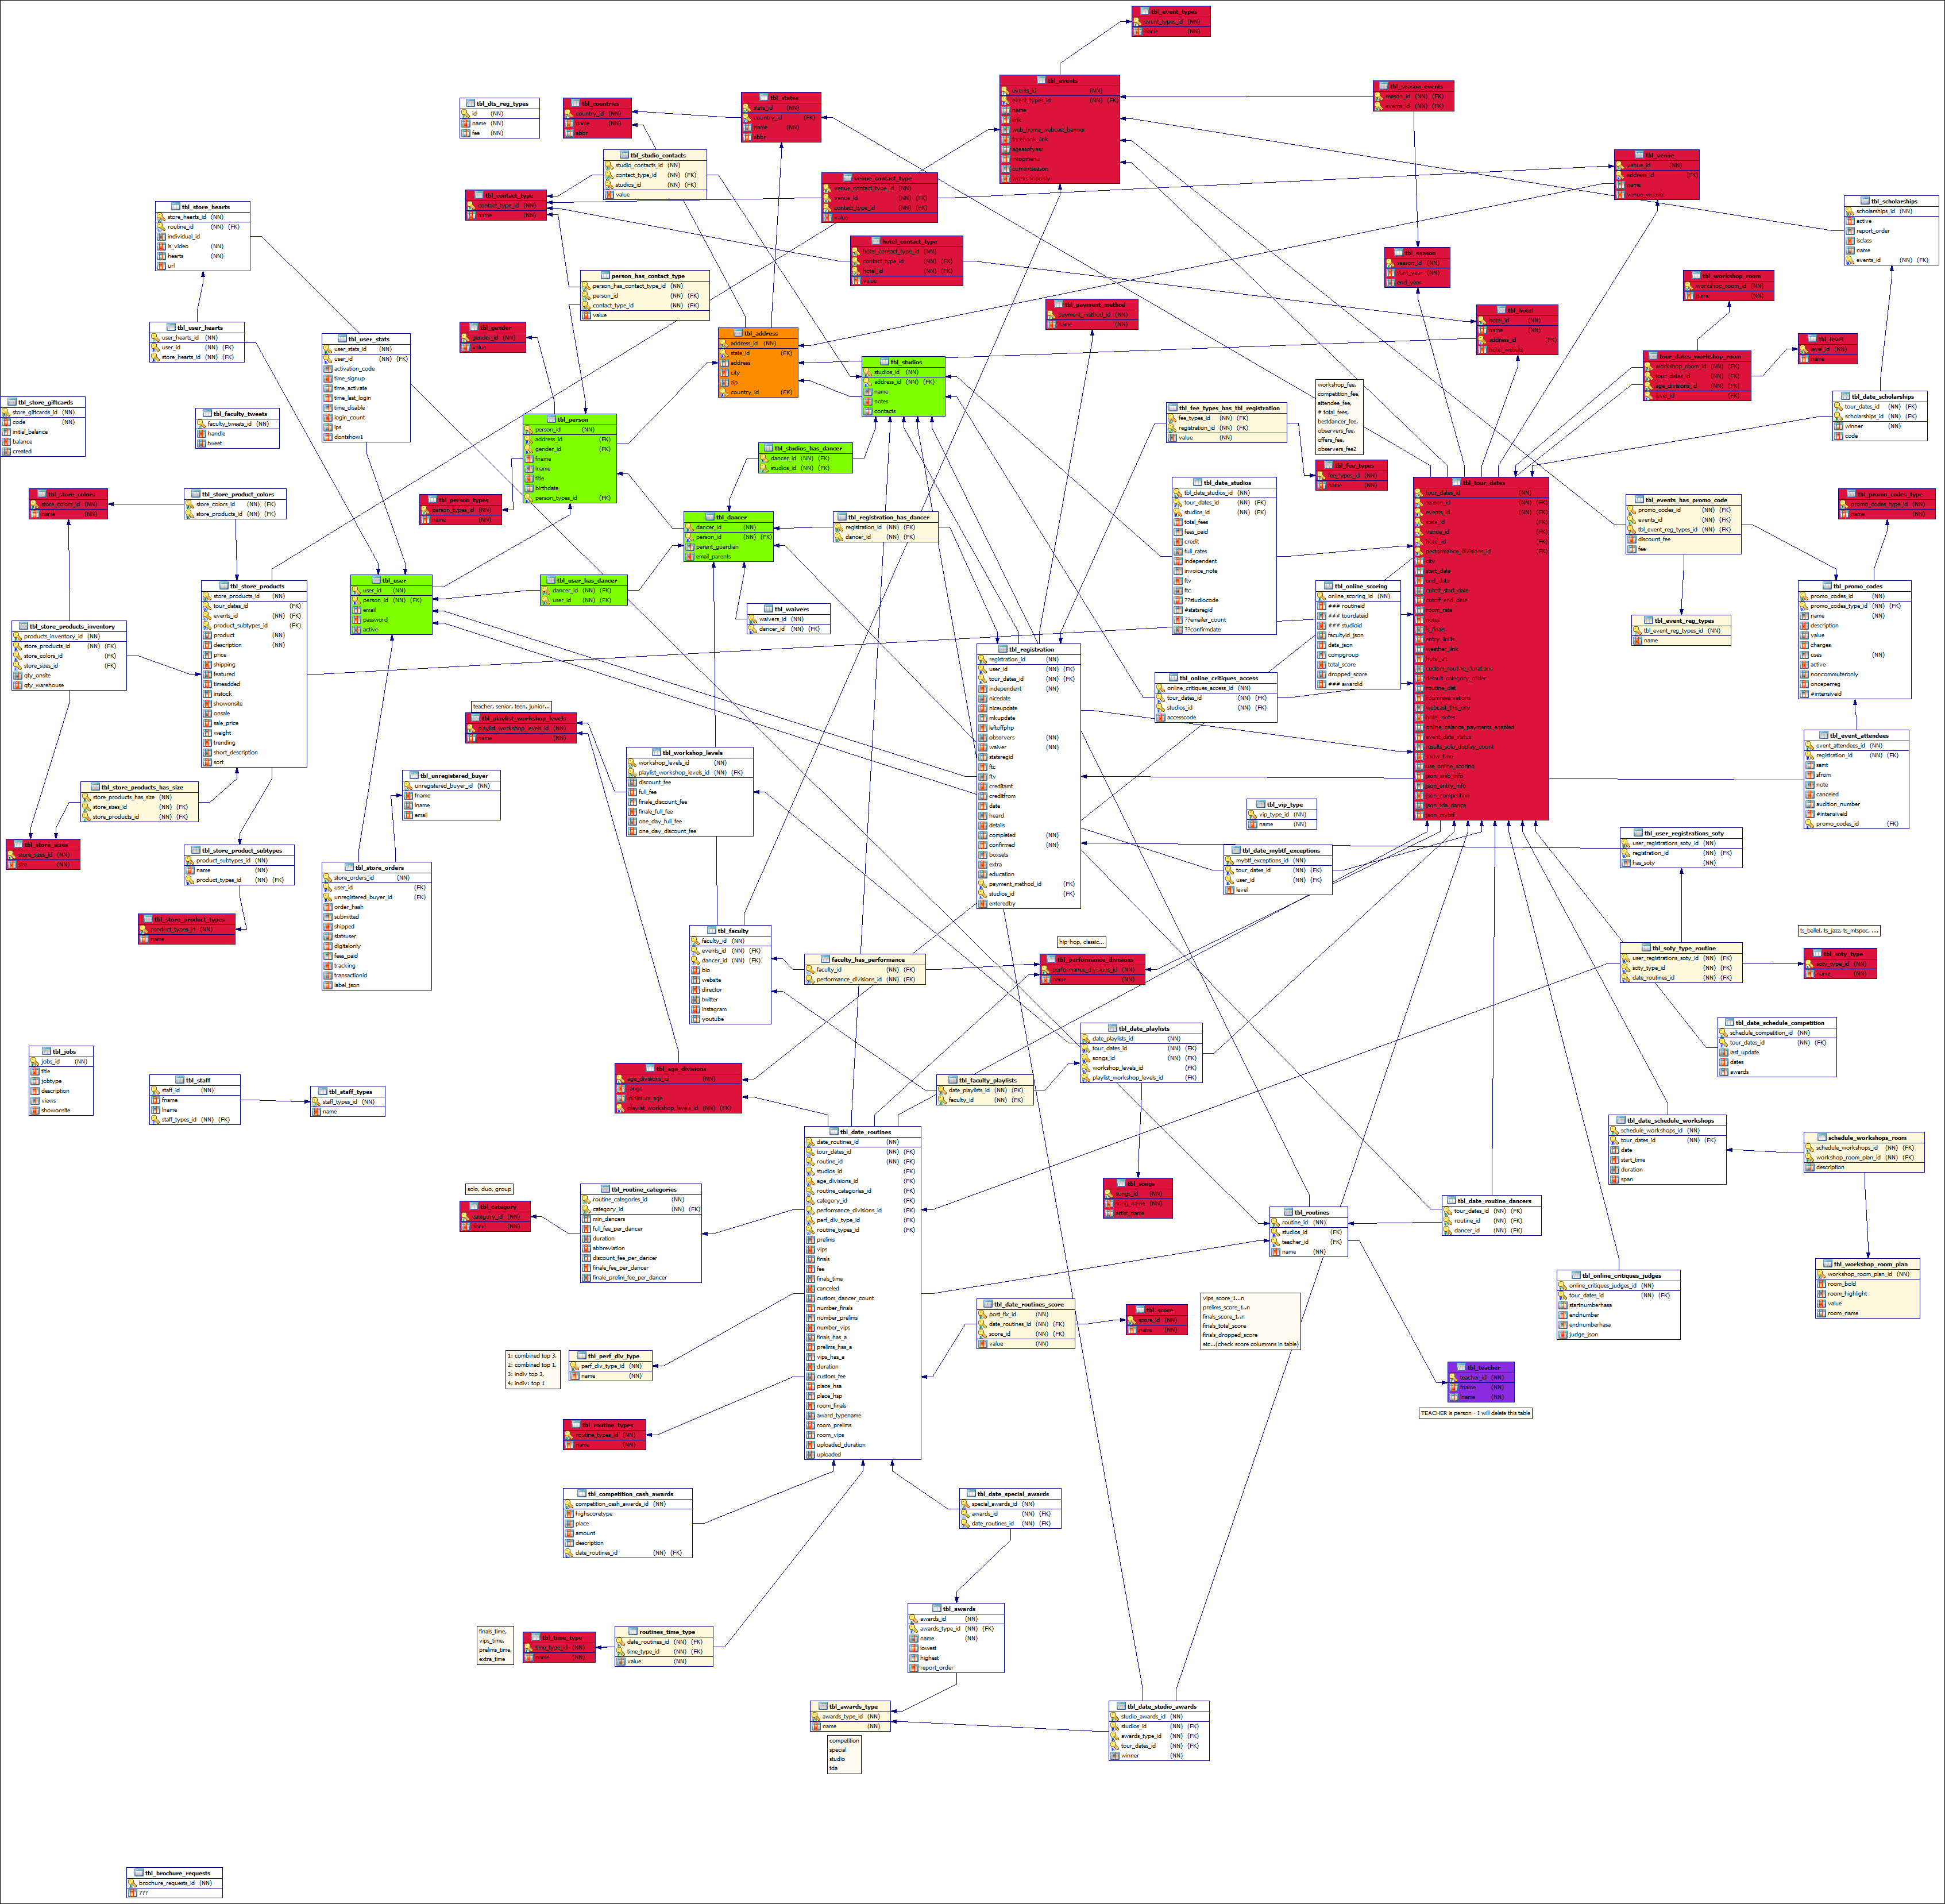 tbl_event_types
event_types_id (NN)
name (NN)
tbl_events
events_id (NN)
event_types_id (NN) (FK)
name
link
web_home_webcast_banner
facebook_link
ageasofyear
intopmenu
currentseason
workshoponly
tbl_season_events
season_id (NN) (FK)
events_id (NN) (FK)
tbl_dts_reg_types
id (NN)
name (NN)
fee (NN)
tbl_countries
country_id (NN)
name (NN)
abbr
tbl_states
state_id (NN)
country_id (FK)
name (NN)
abbr
tbl_studio_contacts
studio_contacts_id (NN)
contact_type_id (NN) (FK)
studios_id (NN) (FK)
value
tbl_venue
venue_id (NN)
address_id (FK)
name
venue_website
venue_contact_type
venue_contact_type_id (NN)
venue_id (NN) (FK)
contact_type_id (NN) (FK)
value
tbl_contact_type
contact_type_id (NN)
name (NN)
tbl_scholarships
scholarships_id (NN)
active
report_order
isclass
name
events_id (NN) (FK)
tbl_store_hearts
store_hearts_id (NN)
routine_id (NN) (FK)
individual_id
is_video (NN)
hearts (NN)
url
hotel_contact_type
hotel_contact_type_id (NN)
contact_type_id (NN) (FK)
hotel_id (NN) (FK)
value
tbl_season
season_id (NN)
start_year (NN)
end_year
person_has_contact_type
person_has_contact_type_id (NN)
person_id (NN) (FK)
contact_type_id (NN) (FK)
value
tbl_workshop_room
workshop_room_id (NN)
name (NN)
tbl_payment_method
payment_method_id (NN)
name (NN)
tbl_hotel
hotel_id (NN)
name (NN)
address_id (FK)
hotel_website
tbl_user_hearts
user_hearts_id (NN)
user_id (NN) (FK)
store_hearts_id (NN) (FK)
tbl_gender
gender_id (NN)
value
tbl_user_stats
user_stats_id (NN)
user_id (NN) (FK)
activation_code
time_signup
time_activate
time_last_login
time_disable
login_count
ips
dontshow1
tbl_address
address_id (NN)
state_id (FK)
address
city
zip
country_id (FK)
tbl_level
level_id (NN)
name
tour_dates_workshop_room
workshop_room_id (NN) (FK)
tour_dates_id (NN) (FK)
age_divisions_id (NN) (FK)
level_id (FK)
tbl_studios
studios_id (NN)
address_id (NN) (FK)
name
notes
contacts
workshop_fee,
competition_fee,
attendee_fee,
# total_fees,
bestdancer_fee,
observers_fee,
offers_fee,
observers_fee2
tbl_date_scholarships
tour_dates_id (NN) (FK)
scholarships_id (NN) (FK)
winner (NN)
code
tbl_store_giftcards
store_giftcards_id (NN)
code (NN)
initial_balance
balance
created
tbl_faculty_tweets
faculty_tweets_id (NN)
handle
tweet
tbl_fee_types_has_tbl_registration
fee_types_id (NN) (FK)
registration_id (NN) (FK)
value (NN)
tbl_person
person_id (NN)
address_id (FK)
gender_id (FK)
fname
lname
title
birthdate
person_types_id (FK)
tbl_studios_has_dancer
dancer_id (NN) (FK)
studios_id (NN) (FK)
tbl_fee_types
fee_types_id (NN)
name (NN)
tbl_store_colors
store_colors_id (NN)
name (NN)
tbl_store_product_colors
store_colors_id (NN) (FK)
store_products_id (NN) (FK)
tbl_person_types
person_types_id (NN)
name (NN)
tbl_date_studios
tbl_date_studios_id (NN)
tour_dates_id (NN) (FK)
studios_id (NN) (FK)
total_fees
fees_paid
credit
full_rates
independent
invoice_note
ftv
ftc
??studiocode
#statsregid
??emailer_count
??confirmdate
tbl_tour_dates
tour_dates_id (NN)
season_id (NN) (FK)
events_id (NN) (FK)
state_id (FK)
venue_id (FK)
hotel_id (FK)
performance_divisions_id (FK)
city
start_date
end_date
cutoff_start_date
cutoff_end_date
room_rate
notes
is_finals
entry_limits
weather_link
hotel_alt
custom_routine_durations
default_category_order
routine_dist
roomreservations
webcast_this_city
hotel_notes
online_balance_payments_enabled
event_date_status
results_solo_display_count
show_time
use_online_scoring
json_web_info
json_entry_info
json_competition
json_tda_dance
json_mybtf
tbl_events_has_promo_code
promo_codes_id (NN) (FK)
events_id (NN) (FK)
tbl_event_reg_types_id (NN) (FK)
discount_fee
fee
tbl_promo_codes_type
promo_codes_type_id (NN)
name (NN)
tbl_dancer
dancer_id (NN)
person_id (NN) (FK)
parent_guardian
email_parents
tbl_registration_has_dancer
registration_id (NN) (FK)
dancer_id (NN) (FK)
tbl_user
user_id (NN)
person_id (NN) (FK)
email
password
active
tbl_user_has_dancer
dancer_id (NN) (FK)
user_id (NN) (FK)
tbl_store_products
store_products_id (NN)
tour_dates_id (FK)
events_id (NN) (FK)
product_subtypes_id (FK)
product (NN)
description (NN)
price
shipping
featured
timeadded
instock
showonsite
onsale
sale_price
weight
trending
short_description
sort
tbl_online_scoring
online_scoring_id (NN)
### routineid
### tourdateid
### studioid
facultyid_json
data_json
compgroup
total_score
dropped_score
### awardid
tbl_promo_codes
promo_codes_id (NN)
promo_codes_type_id (NN) (FK)
name (NN)
description
value
charges
uses (NN)
active
noncommuteronly
onceperreg
#intensiveid
tbl_waivers
waivers_id (NN)
dancer_id (NN) (FK)
tbl_event_reg_types
tbl_event_reg_types_id (NN)
name
tbl_store_products_inventory
products_inventory_id (NN)
store_products_id (NN) (FK)
store_colors_id (FK)
store_sizes_id (FK)
qty_onsite
qty_warehouse
tbl_registration
registration_id (NN)
user_id (NN) (FK)
tour_dates_id (NN) (FK)
independent (NN)
nicedate
niceupdate
mkupdate
leftoffphp
observers (NN)
waiver (NN)
statsregid
ftc
ftv
creditamt
creditfrom
date
heard
details
completed (NN)
confirmed (NN)
boxsets
extra
education
payment_method_id (FK)
studios_id (FK)
enteredby
tbl_online_critiques_access
online_critiques_access_id (NN)
tour_dates_id (NN) (FK)
studios_id (NN) (FK)
accesscode
teacher, senior, teen, junior...
tbl_playlist_workshop_levels
playlist_workshop_levels_id (NN)
name (NN)
tbl_event_attendees
event_attendees_id (NN)
registration_id (NN) (FK)
samt
sfrom
note
canceled
audition_number
#intensiveid
promo_codes_id (FK)
tbl_workshop_levels
workshop_levels_id (NN)
playlist_workshop_levels_id (NN) (FK)
discount_fee
full_fee
finale_discount_fee
finale_full_fee
one_day_full_fee
one_day_discount_fee
tbl_unregistered_buyer
unregistered_buyer_id (NN)
fname
lname
email
tbl_store_products_has_size
store_products_has_size (NN)
store_sizes_id (NN) (FK)
store_products_id (NN) (FK)
tbl_vip_type
vip_type_id (NN)
name (NN)
tbl_user_registrations_soty
user_registrations_soty_id (NN)
registration_id (FK)
has_soty (NN)
tbl_store_sizes
store_sizes_id (NN)
size (NN)
tbl_store_product_subtypes
product_subtypes_id (NN)
name (NN)
product_types_id (NN) (FK)
tbl_date_mybtf_exceptions
mybtf_exceptions_id (NN)
tour_dates_id (NN) (FK)
user_id (NN) (FK)
level
tbl_store_orders
store_orders_id (NN)
user_id (FK)
unregistered_buyer_id (FK)
order_hash
submitted
shipped
statsuser
digitalonly
fees_paid
tracking
transactionid
label_json
tbl_store_product_types
product_types_id (NN)
name
tbl_faculty
faculty_id (NN)
events_id (NN) (FK)
dancer_id (NN) (FK)
bio
website
director
twitter
instagram
youtube
hip-hop, classic...
ts_ballet, ts_jazz, ts_mtspec, ...
faculty_has_performance
faculty_id (NN) (FK)
performance_divisions_id (NN) (FK)
tbl_performance_divisions
performance_divisions_id (NN)
name (NN)
tbl_soty_type_routine
user_registrations_soty_id (NN) (FK)
soty_type_id (NN) (FK)
date_routines_id (NN) (FK)
tbl_soty_type
soty_type_id (NN)
name (NN)
tbl_date_playlists
date_playlists_id (NN)
tour_dates_id (NN) (FK)
songs_id (NN) (FK)
faculty_id (NN) (FK)
playlist_workshop_levels_id (FK)
tbl_date_schedule_competition
schedule_competition_id (NN)
tour_dates_id (NN) (FK)
last_update
dates
awards
tbl_jobs
jobs_id (NN)
title
jobtype
description
views
showonsite
tbl_staff
staff_id (NN)
fname
lname
staff_types_id (NN) (FK)
tbl_staff_types
staff_types_id (NN)
name
tbl_age_divisions
age_divisions_id (NN)
range
minimum_age
playlist_workshop_levels_id (NN) (FK)
tbl_faculty_playlists
date_playlists_id (NN) (FK)
faculty_id (NN) (FK)
tbl_date_schedule_workshops
schedule_workshops_id (NN)
tour_dates_id (NN) (FK)
date
start_time
duration
span
schedule_workshops_room
schedule_workshops_id (NN) (FK)
workshop_room_plan_id (NN) (FK)
description
tbl_date_routines
date_routines_id (NN)
tour_dates_id (NN) (FK)
routine_id (NN) (FK)
studios_id (FK)
age_divisions_id (FK)
routine_categories_id (FK)
category_id (FK)
performance_divisions_id (FK)
perf_div_type_id (FK)
routine_types_id (FK)
prelims
vips
finals
fee
finals_time
canceled
custom_dancer_count
number_finals
number_prelims
number_vips
finals_has_a
prelims_has_a
vips_has_a
duration
custom_fee
place_hsa
place_hsp
room_finals
award_typename
room_prelims
room_vips
uploaded_duration
uploaded
tbl_songs
songs_id (NN)
song_name (NN)
artist_name
solo, duo, group
tbl_category
category_id (NN)
name (NN)
tbl_routine_categories
routine_categories_id (NN)
category_id (NN) (FK)
min_dancers
full_fee_per_dancer
duration
abbreviation
discount_fee_per_dancer
finale_fee_per_dancer
finale_prelim_fee_per_dancer
tbl_routines
routine_id (NN)
studios_id (FK)
teacher_id (FK)
name (NN)
tbl_date_routine_dancers
tour_dates_id (NN) (FK)
routine_id (NN) (FK)
dancer_id (NN) (FK)
tbl_online_critiques_judges
online_critiques_judges_id (NN)
tour_dates_id (NN) (FK)
startnumberhasa
endnumber
endnumberhasa
judge_json
tbl_workshop_room_plan
workshop_room_plan_id (NN)
room_bold
room_highlight
value
room_name
tbl_date_routines_score
post_fix_id (NN)
date_routines_id (NN) (FK)
score_id (NN) (FK)
value (NN)
tbl_score
score_id (NN)
name (NN)
vips_score_1...n
prelims_score_1..n
finals_score_1..n
finals_total_score
finals_dropped_score
etc...(check score colummns in table)
1: combined top 3,
2: combined top 1,
3: indiv top 3,
4: indiv: top 1
tbl_perf_div_type
perf_div_type_id (NN)
name (NN)
tbl_teacher
teacher_id (NN)
fname (NN)
lname (NN)
TEACHER is person - I will delete this table
tbl_routine_types
routine_types_id (NN)
name (NN)
tbl_competition_cash_awards
competition_cash_awards_id (NN)
highscoretype
place
amount
description
date_routines_id (NN) (FK)
tbl_date_special_awards
special_awards_id (NN)
awards_id (NN) (FK)
date_routines_id (NN) (FK)
tbl_awards
awards_id (NN)
awards_type_id (NN) (FK)
name (NN)
lowest
highest
report_order
finals_time,
vips_time,
prelims_time,
extra_time
tbl_time_type
time_type_id (NN)
name (NN)
routines_time_type
date_routines_id (NN) (FK)
time_type_id (NN) (FK)
value (NN)
tbl_awards_type
awards_type_id (NN)
name (NN)
competition
special
studio
tda
tbl_date_studio_awards
studio_awards_id (NN)
studios_id (NN) (FK)
awards_type_id (NN) (FK)
tour_dates_id (NN) (FK)
winner (NN)
tbl_brochure_requests
brochure_requests_id (NN)
???